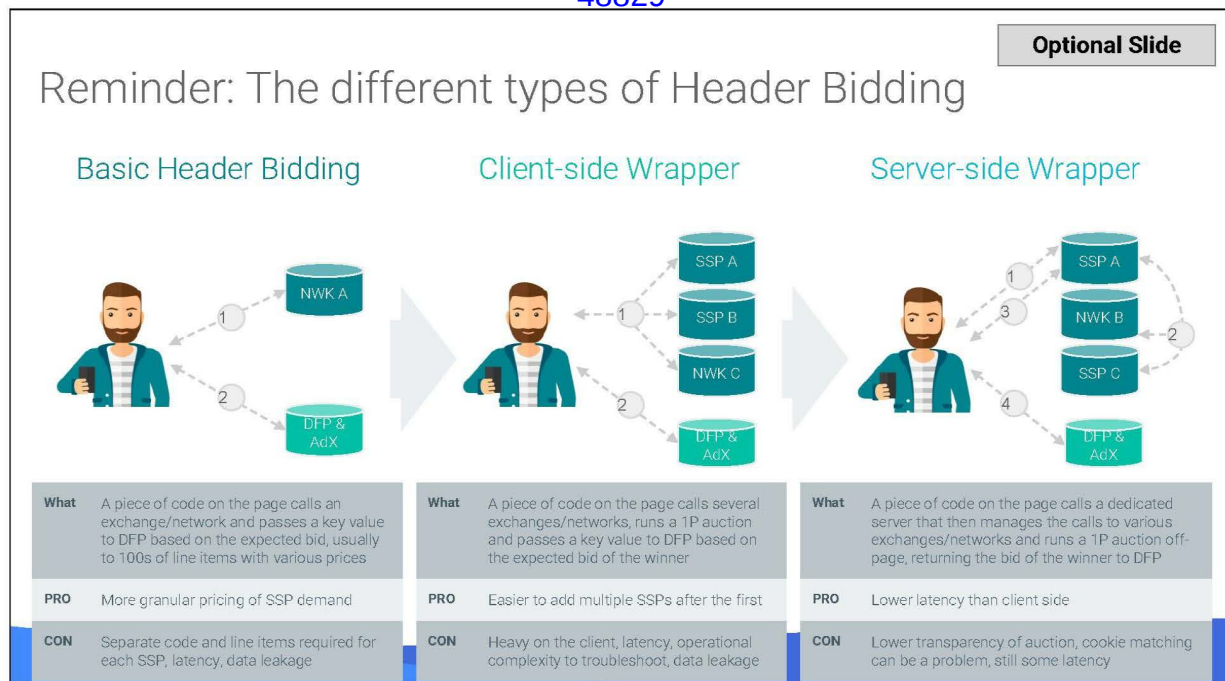 Optional Slide
Reminder: The different types of Header Bidding
Basic Header Bidding
NWK A
1
2
DFP &
AdX
What
A piece of code on the page calls an
exchange/network and passes a key value
to DFP based on the expected bid, usually
to 100s of line items with various prices
PRO
More granular pricing of SSP demand
CON
Separate code and line items required for
each SSP, latency, data leakage
Client-side Wrapper
SSP A
1
SSP B
NWK C
2
DFP &
AdX
What
A piece of code on the page calls several
exchanges/networks, runs a 1P auction
and passes a key value to DFP based on
the expected bid of the winner
PRO
Easier to add multiple SSPs after the first
CON
Heavy on the client, latency, operational
complexity to troubleshoot, data leakage
Server-side Wrapper
SSP A
1
3
NWK B
2
SSP C
4
DFP &
AdX
What
A piece of code on the page calls a dedicated
server that then manages the calls to various
exchanges/networks and runs a 1P auction off-
page, returning the bid of the winner to DFP
PRO
Lower latency than client side
CON
Lower transparency of auction, cookie matching
can be a problem, still some latency